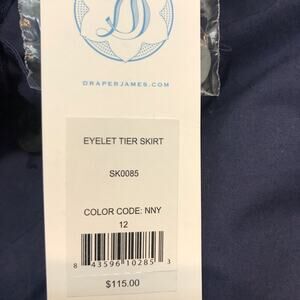 D
DRAPERJAMES.COM
EYELET TIER SKIRT
SK0085
COLOR CODE: NNY
12
8 43596 10285 3
$115.00